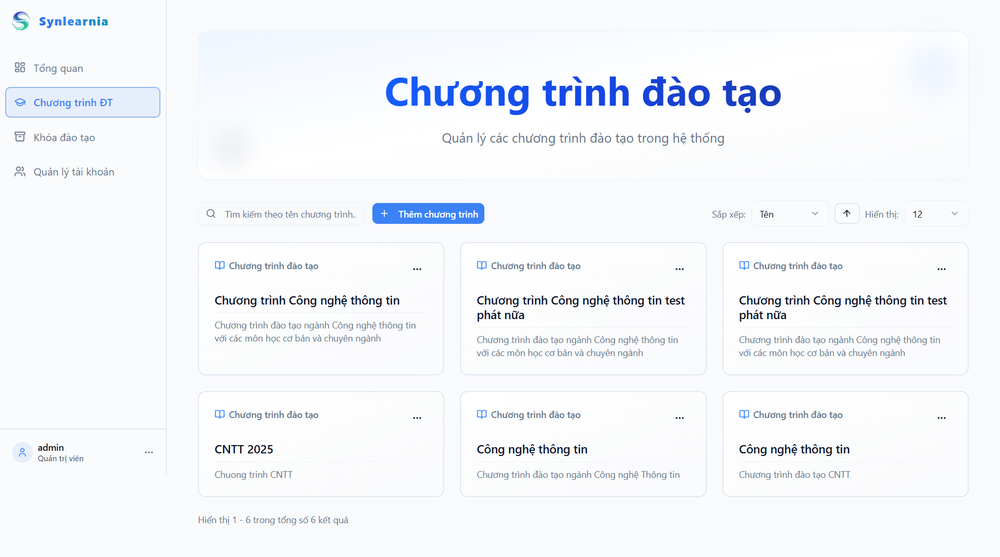 Synlearnia
Tổng quan
Chương trình ĐT
Khóa đào tạo
Quản lý tài khoản
admin
Quản trị viên
Chương trình đào tạo
Quản lý các chương trình đào tạo trong hệ thống
Tìm kiếm theo tên chương trình..
Thêm chương trình
Sắp xếp:
Tên
Hiển thị:
12
Chương trình đào tạo
Chương trình Công nghệ thông tin
Chương trình đào tạo ngành Công nghệ thông tin
với các môn học cơ bản và chuyên ngành
Chương trình đào tạo
Chương trình Công nghệ thông tin test
phát nữa
Chương trình đào tạo ngành Công nghệ thông tin
với các môn học cơ bản và chuyên ngành
Chương trình đào tạo
Chương trình Công nghệ thông tin test
phát nữa
Chương trình đào tạo ngành Công nghệ thông tin
với các môn học cơ bản và chuyên ngành
Chương trình đào tạo
CNTT 2025
Chuong trinh CNTT
Chương trình đào tạo
Công nghệ thông tin
Chương trình đào tạo ngành Công nghệ Thông tin
Chương trình đào tạo
Công nghệ thông tin
Chương trình đào tạo CNTT
Hiển thị 1 - 6 trong tổng số 6 kết quả